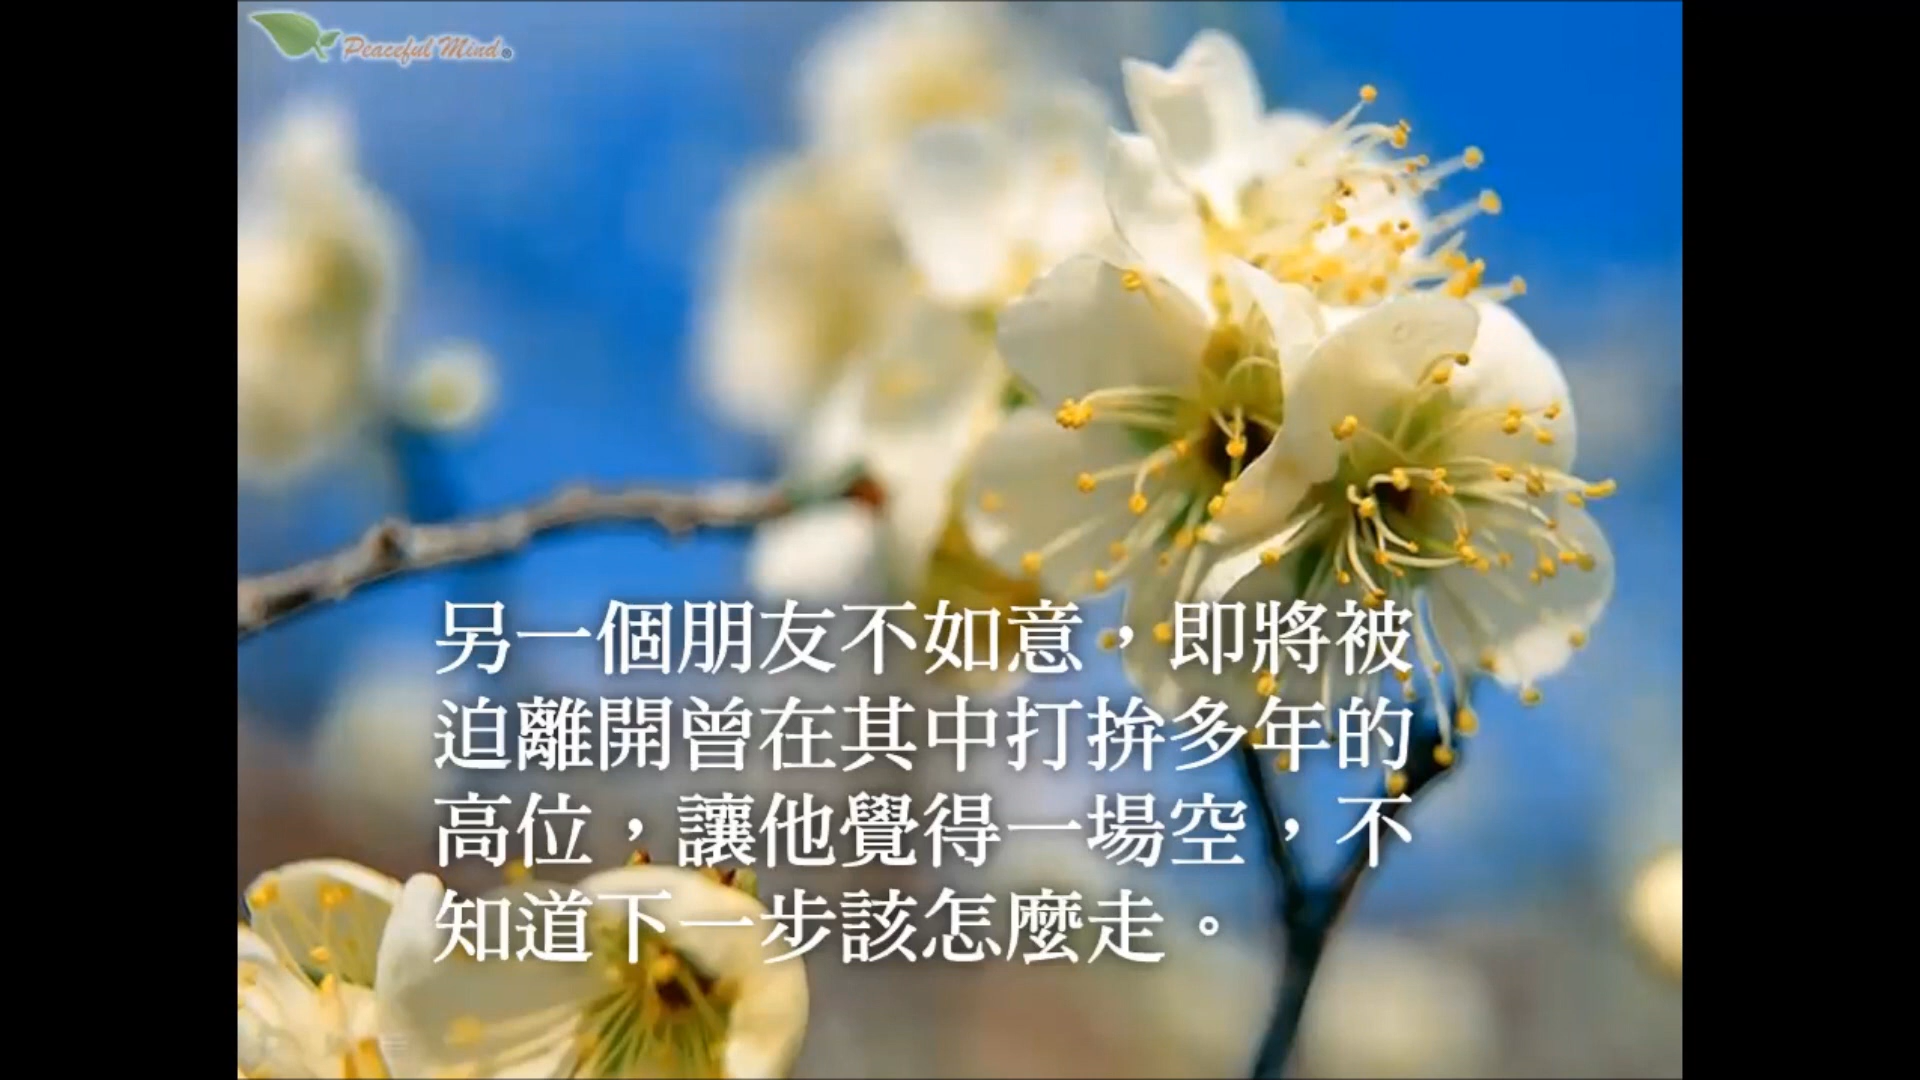 Peaceful Mind®
另一個朋友不如意，即將被
迫離開曾在其中打拚多年的
高位，讓他覺得一場空，不
知道下一步該怎麼走。